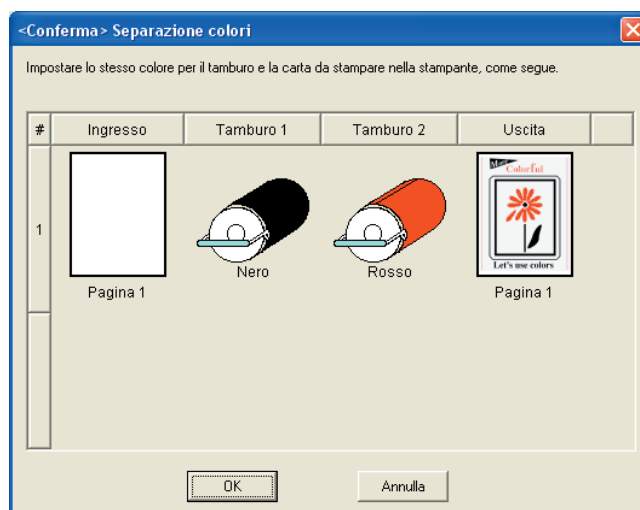 <Conferma> Separazione colori
Impostare lo stesso colore per il tamburo e la carta da stampare nella stampante, come segue.
# Ingresso Tamburo 1 Tamburo 2 Uscita
Colorful
1
Let's use colors
Nero Rosso
Pagina 1 Pagina 1
OK Annulla